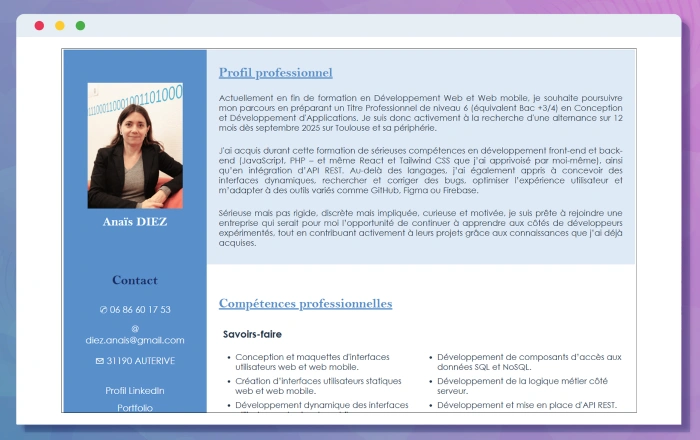 1110001100010011101000
Anaïs DIEZ
Contact
✆ 06 86 60 17 53
@
diez.anais@gmail.com
✉ 31190 AUTERIVE
Profil LinkedIn
Portfolio
Profil professionnel
Actuellement en fin de formation en Développement Web et Web mobile, je souhaite poursuivre
mon parcours en préparant un Titre Professionnel de niveau 6 (équivalent Bac +3/4) en Conception
et Développement d'Applications. Je suis donc activement à la recherche d'une alternance sur 12
mois dès septembre 2025 sur Toulouse et sa périphérie.
J'ai acquis durant cette formation de sérieuses compétences en développement front-end et back-
end (JavaScript, PHP – et même React et Tailwind CSS que j'ai apprivoisé par moi-même), ainsi
qu'en intégration d'API REST. Au-delà des langages, j'ai également appris à concevoir des
interfaces dynamiques, rechercher et corriger des bugs, optimiser l'expérience utilisateur et
m'adapter à des outils variés comme GitHub, Figma ou Firebase.
Sérieuse mais pas rigide, discrète mais impliquée, curieuse et motivée, je suis prête à rejoindre une
entreprise qui serait pour moi l'opportunité de continuer à apprendre aux côtés de développeurs
expérimentés, tout en contribuant activement à leurs projets grâce aux connaissances que j'ai déjà
acquises.
Compétences professionnelles
Savoirs-faire
• Conception et maquettes d'interfaces
utilisateurs web et web mobile.
• Création d'interfaces utilisateurs statiques
web et web mobile.
• Développement dynamique des interfaces
• Développement de composants d'accès aux
données SQL et NoSQL.
• Développement de la logique métier côté
serveur.
• Développement et mise en place d'API REST.